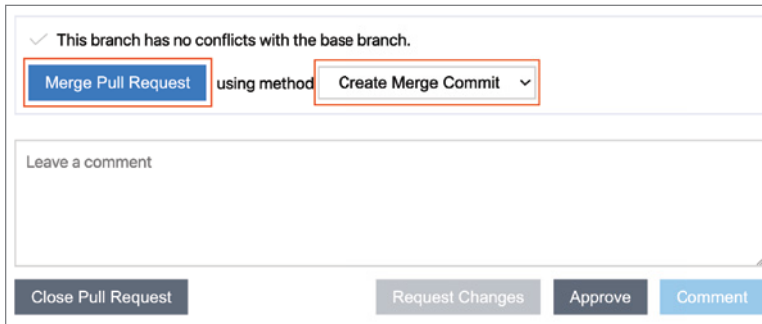 This branch has no conflicts with the base branch.
Merge Pull Request using method Create Merge Commit
Leave a comment
Close Pull Request Request Changes Approve Comment